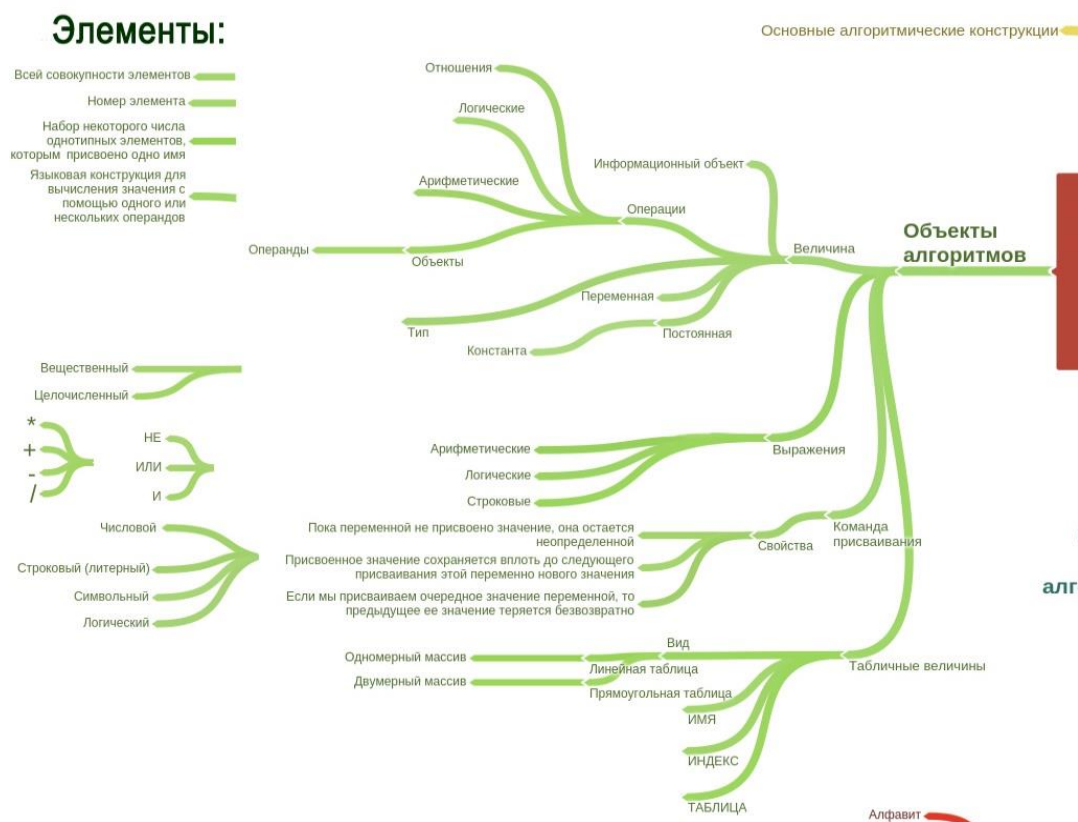 Элементы:
Всей совокупности элементов
Номер элемента
Набор некоторого числа
однотипных элементов,
которым присвоено одно имя
Языковая конструкция для
вычисления значения с
помощью одного или
нескольких операндов
Вещественный
Целочисленный
*
+
-
/
НЕ
ИЛИ
И
Числовой
Строковый (литерный)
Символьный
Логический
Основные алгоритмические конструкции
Объекты
алгоритмов
Величина
Информационный объект
Операции
Отношения
Логические
Арифметические
Объекты
Операнды
Тип
Переменная
Постоянная
Константа
Выражения
Арифметические
Логические
Строковые
Команда
присваивания
Свойства
Пока переменной не присвоено значение, она остается
неопределенной
Присвоенное значение сохраняется вплоть до следующего
присваивания этой переменно нового значения
Если мы присваиваем очередное значение переменной, то
предыдущее ее значение теряется безвозвратно
Табличные величины
Вид
Линейная таблица
Одномерный массив
Прямоугольная таблица
Двумерный массив
ИМЯ
ИНДЕКС
ТАБЛИЦА
алг
Алфавит